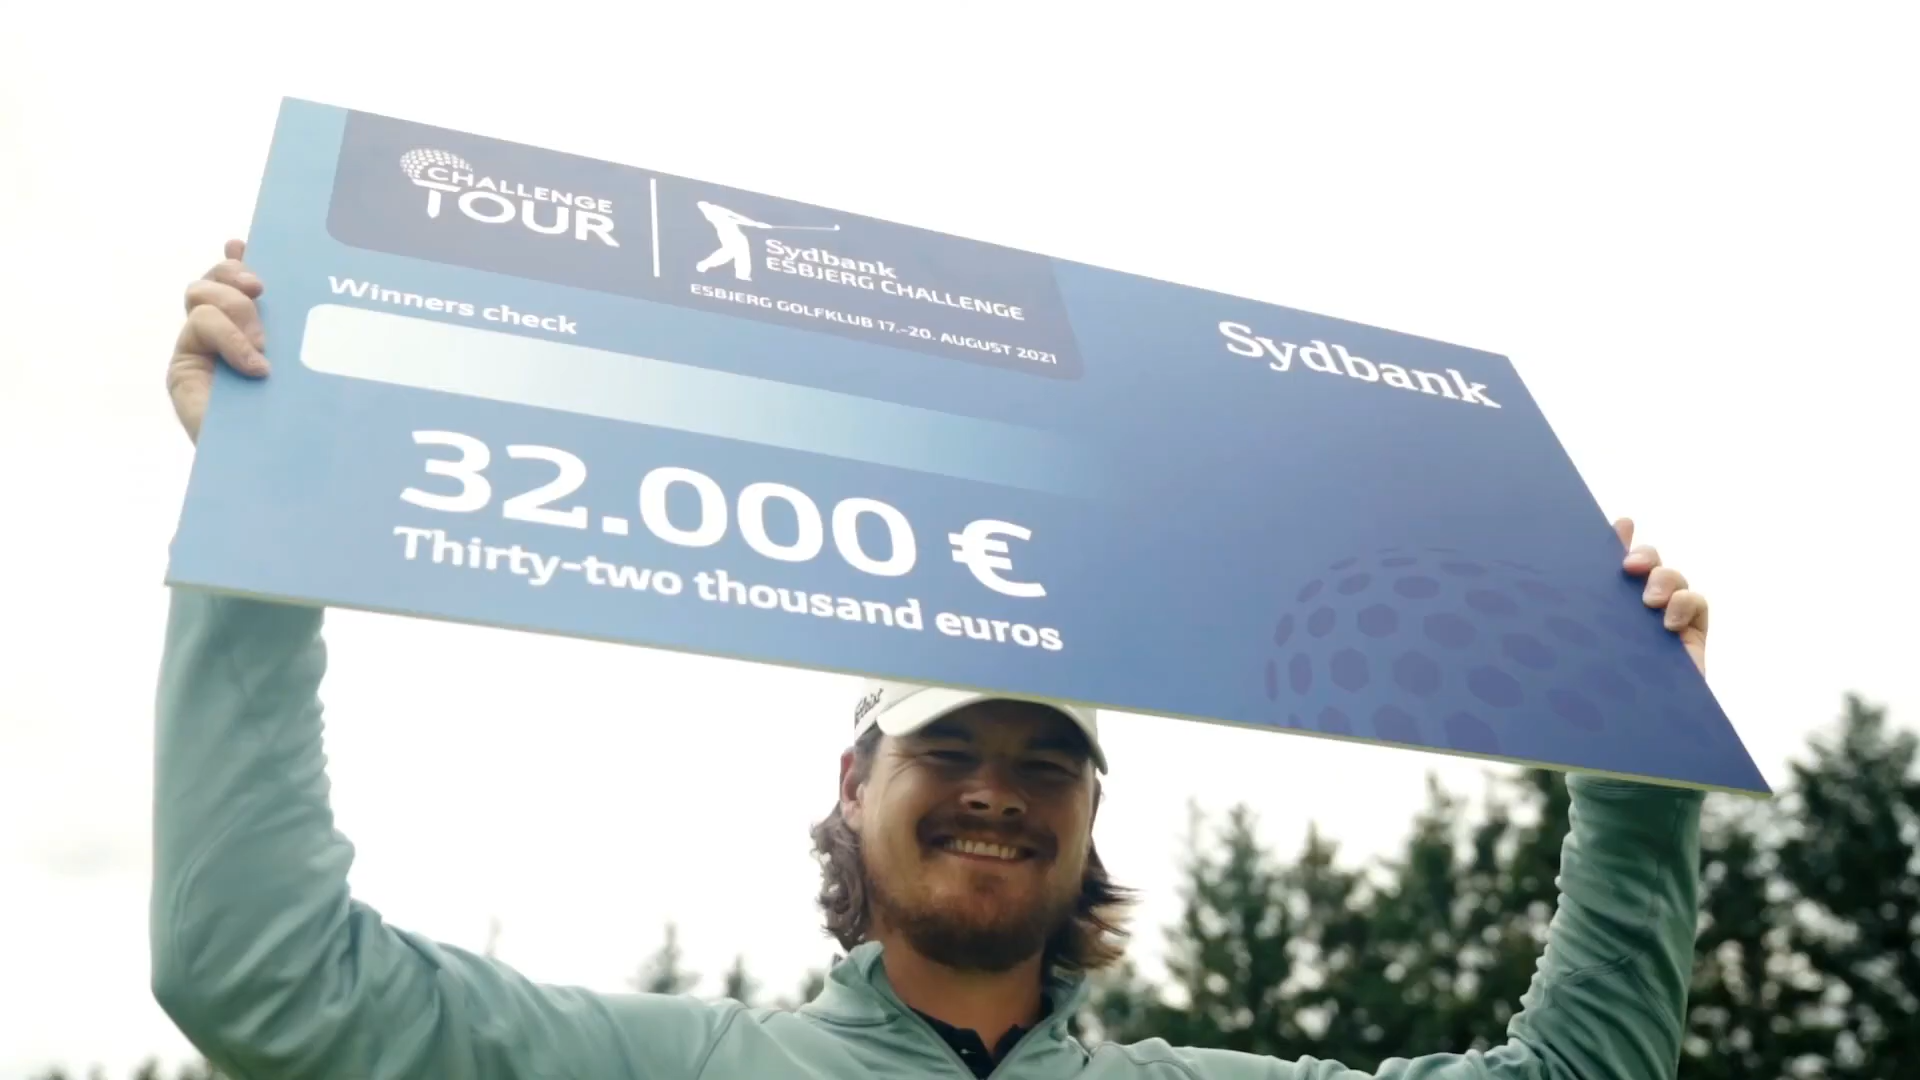 CHALLENGE
TOUR
Sydbank
ESBJERG CHALLENGE
ESBJERG GOLFKLUB 17.-20. AUGUST 2021
Winners check
Sydbank
32.000 €
Thirty-two thousand euros
Titleist